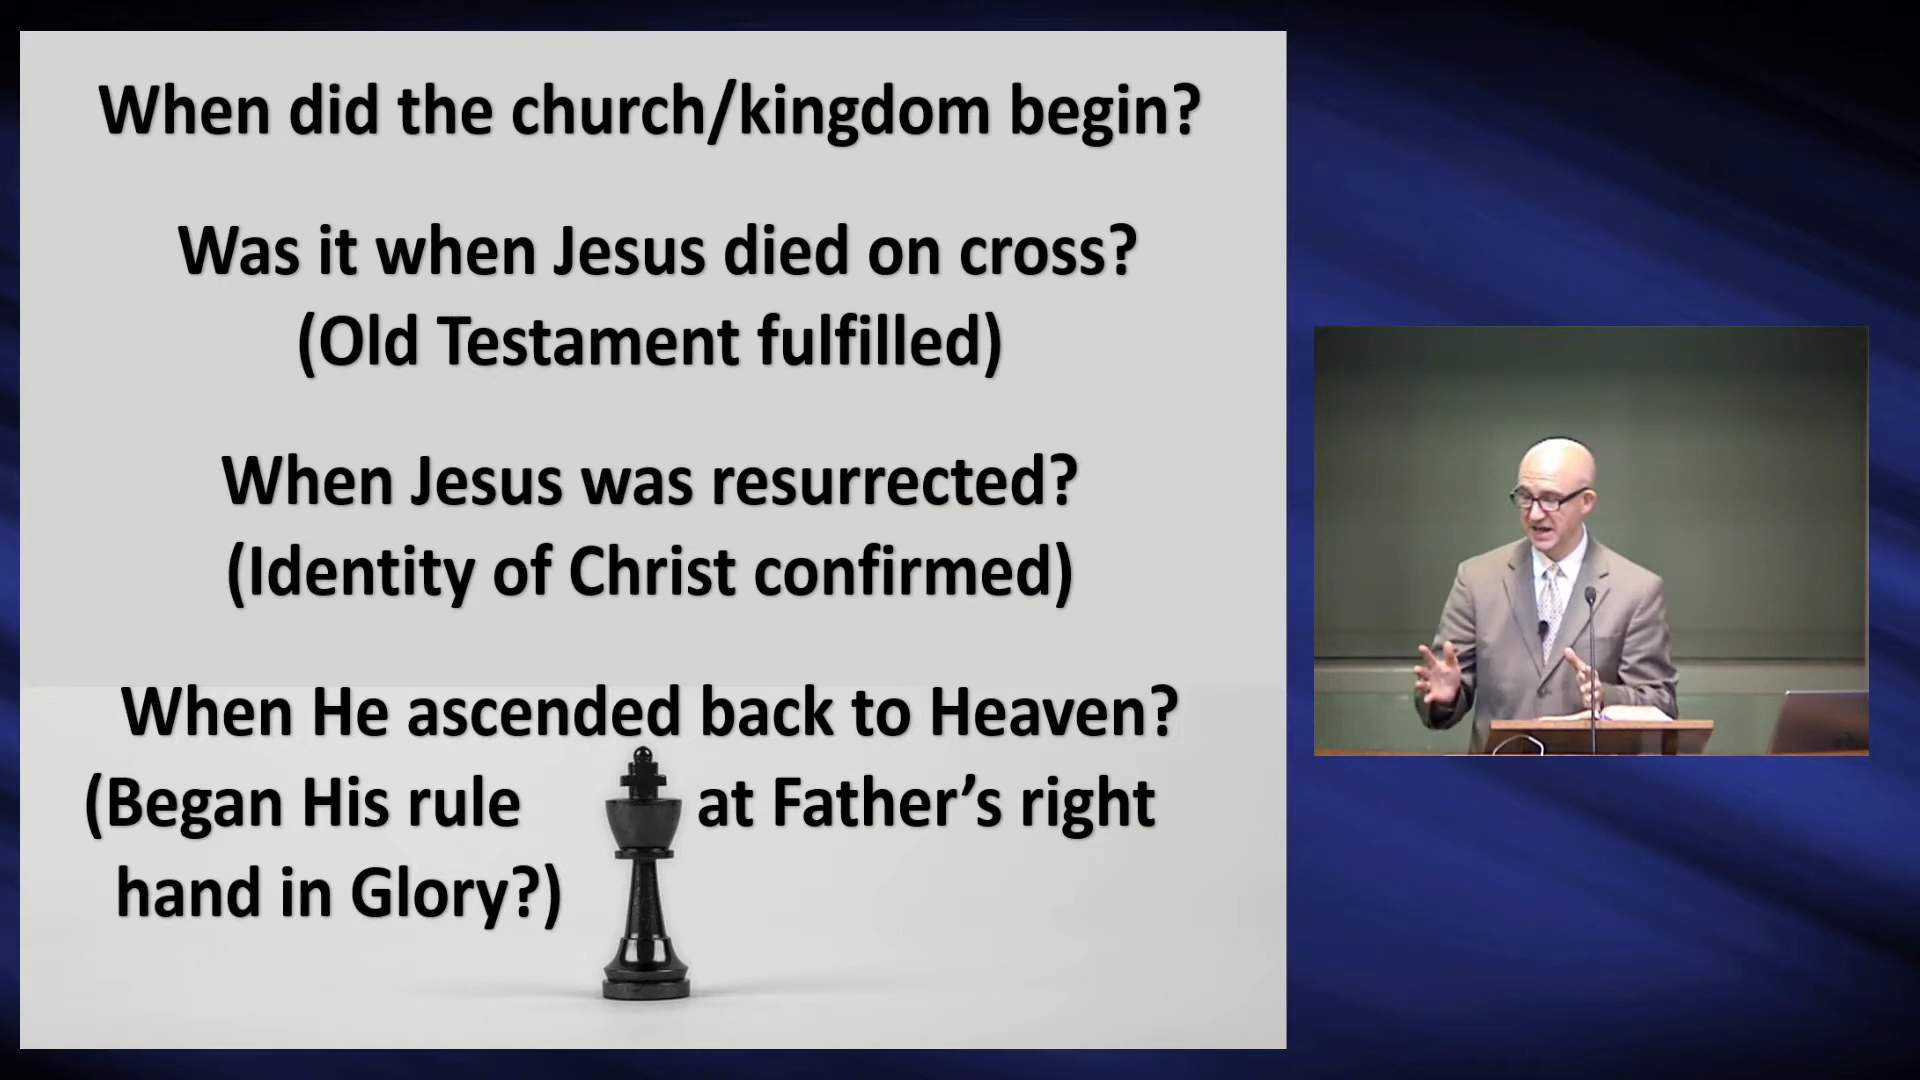 When did the church/kingdom begin?
Was it when Jesus died on cross?
(Old Testament fulfilled)
When Jesus was resurrected?
(Identity of Christ confirmed)
When He ascended back to Heaven?
(Began His rule at Father’s right
hand in Glory?)